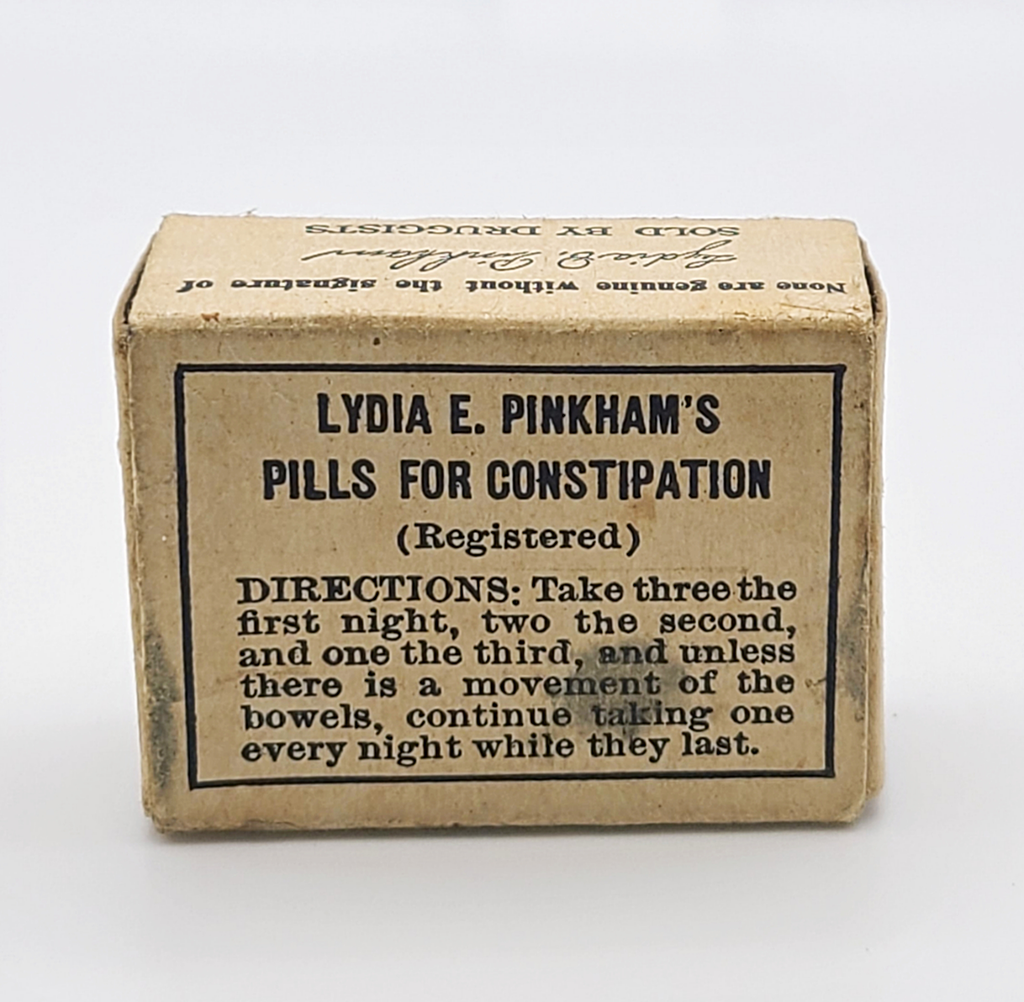 None are genuine without the signature of
Lydia E. Pinkham
SOLD BY DRUGGISTS
LYDIA E. PINKHAM'S
PILLS FOR CONSTIPATION
(Registered)
DIRECTIONS: Take three the
first night, two the second,
and one the third, and unless
there is a movement of the
bowels, continue taking one
every night while they last.